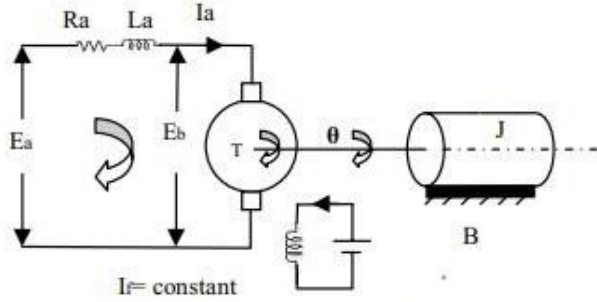 Ra La Ia
Ea Eb T θ J
B
If= constant